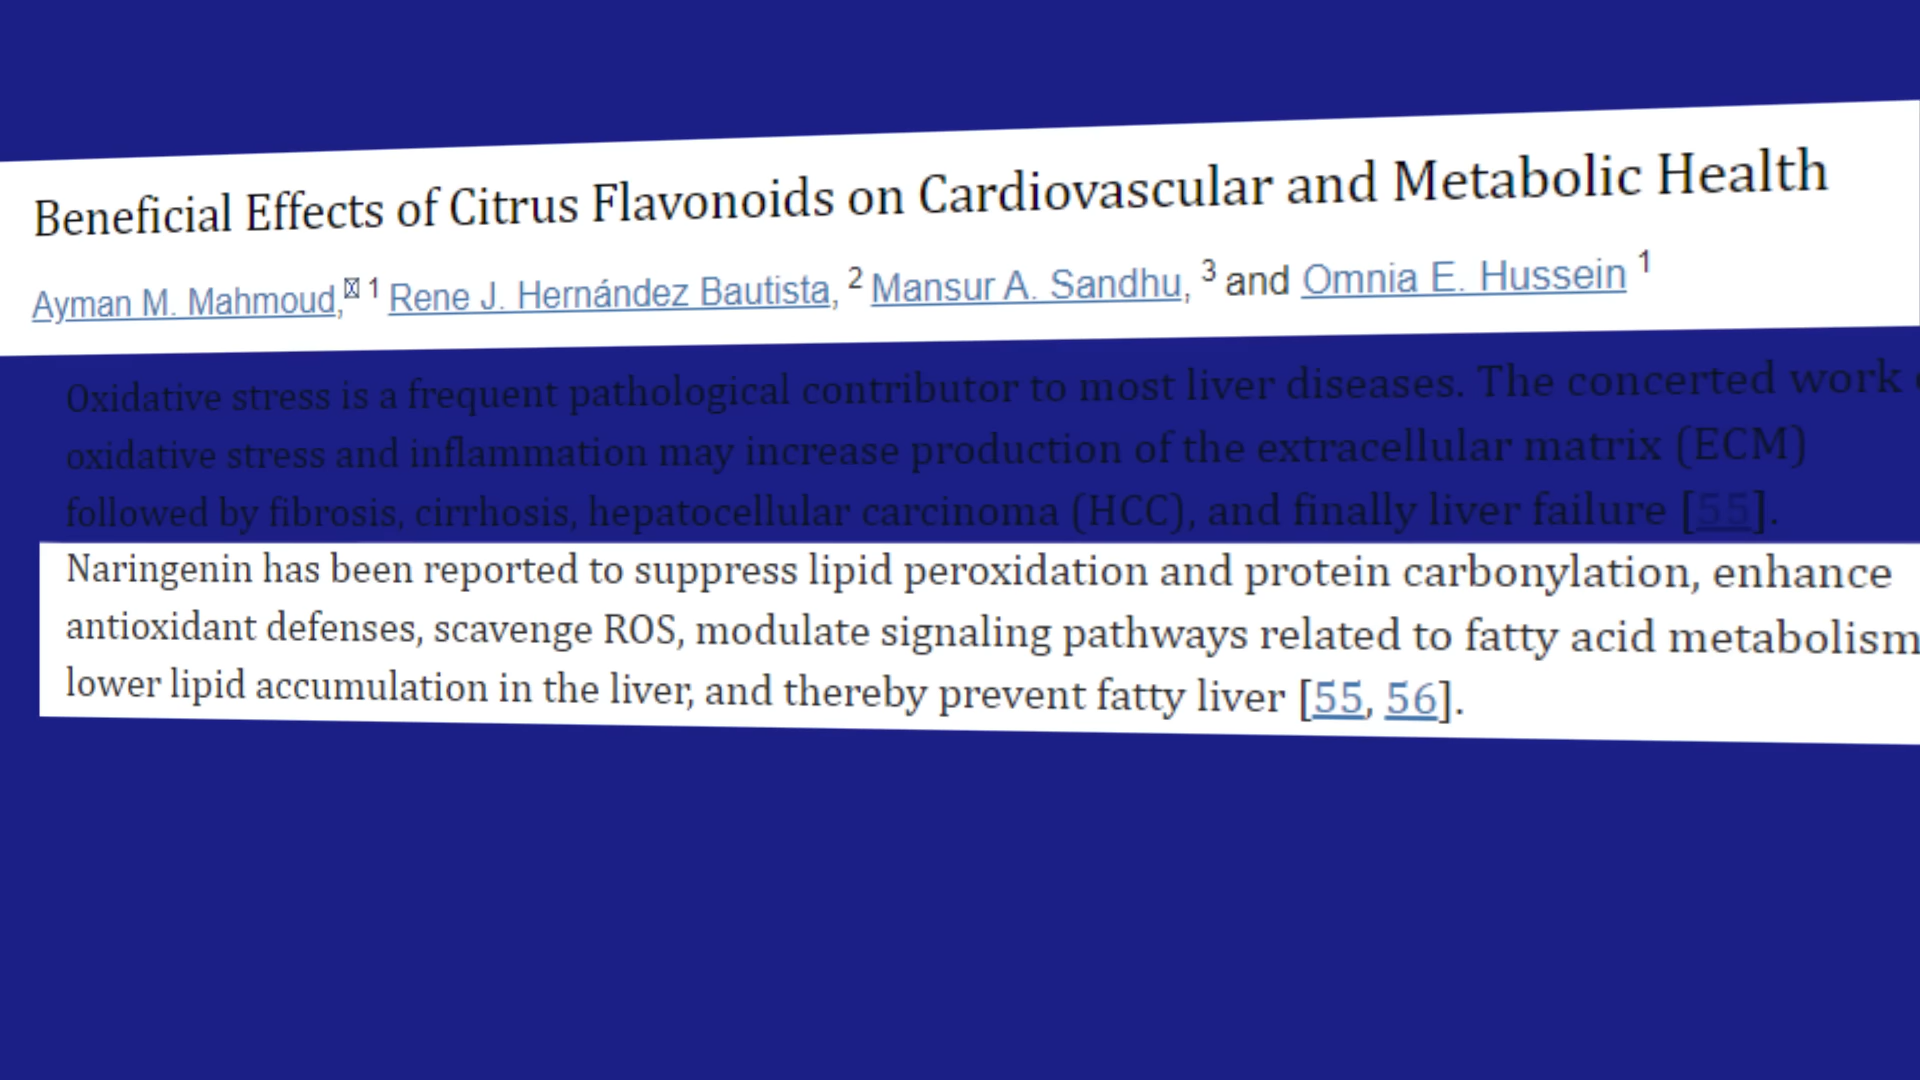 Beneficial Effects of Citrus Flavonoids on Cardiovascular and Metabolic Health
Ayman M. Mahmoud, 1 Rene J. Hernández Bautista, 2 Mansur A. Sandhu, 3 and Omnia E. Hussein 1
Oxidative stress is a frequent pathological contributor to most liver diseases. The concerted work
oxidative stress and inflammation may increase production of the extracellular matrix (ECM)
followed by fibrosis, cirrhosis, hepatocellular carcinoma (HCC), and finally liver failure [55].
Naringenin has been reported to suppress lipid peroxidation and protein carbonylation, enhance
antioxidant defenses, scavenge ROS, modulate signaling pathways related to fatty acid metabolism
lower lipid accumulation in the liver, and thereby prevent fatty liver [55, 56].